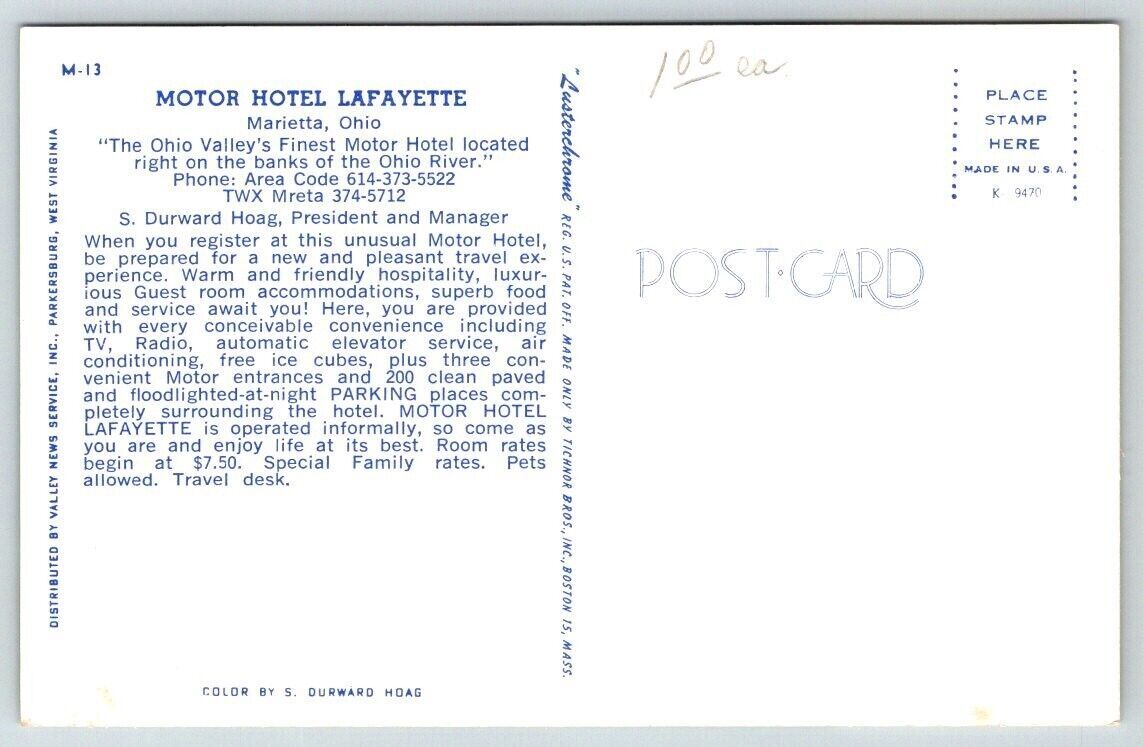 M-13
MOTOR HOTEL LAFAYETTE
Marietta, Ohio
"The Ohio Valley's Finest Motor Hotel located
right on the banks of the Ohio River."
Phone: Area Code 614-373-5522
TWX Mreta 374-5712
S. Durward Hoag, President and Manager
When you register at this unusual Motor Hotel,
be prepared for a new and pleasant travel ex-
perience. Warm and friendly hospitality, luxur-
ious Guest room accommodations, superb food
and service await you! Here, you are provided
with every conceivable convenience including
TV, Radio, automatic elevator service, air
conditioning, free ice cubes, plus three con-
venient Motor entrances and 200 clean paved
and floodlighted-at-night PARKING places com-
pletely surrounding the hotel. MOTOR HOTEL
LAFAYETTE is operated informally, so come as
you are and enjoy life at its best. Room rates
begin at $7.50. Special Family rates. Pets
allowed. Travel desk.
DISTRIBUTED BY VALLEY NEWS SERVICE, INC., PARKERSBURG, WEST VIRGINIA
COLOR BY S. DURWARD HOAG
"Lusterchrome" REG. U.S. PAT. OFF. MADE ONLY BY TICHNOR BROS., INC., BOSTON 15, MASS.
100 ea.
POST·CARD
PLACE
STAMP
HERE
MADE IN U.S.A.
K- 9470